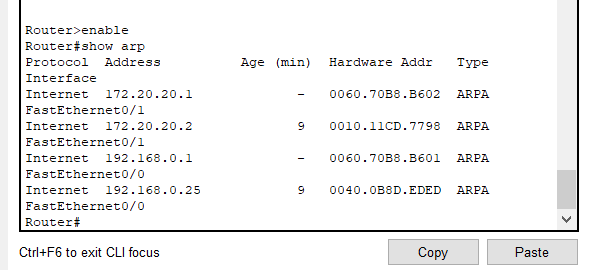 Router>enable
Router#show arp
Protocol  Address          Age (min)  Hardware Addr   Type
Interface
Internet  172.20.20.1             -   0060.70B8.B602  ARPA
FastEthernet0/1
Internet  172.20.20.2             9   0010.11CD.7798  ARPA
FastEthernet0/1
Internet  192.168.0.1             -   0060.70B8.B601  ARPA
FastEthernet0/0
Internet  192.168.0.25            9   0040.0B8D.EDED  ARPA
FastEthernet0/0
Router#
Ctrl+F6 to exit CLI focus
Copy
Paste